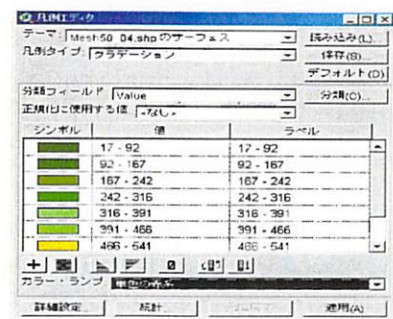 凡例エディタ
テーマ: Mesh50_04.shp のサーフェス 読み込み(L)...
凡例タイプ: グラデーション 保存(S)...
デフォルト(D)
分類フィールド Value 分類(C)...
正規化に使用する値 -なし-
シンボル 値 ラベル
17 - 92 17 - 92
92 - 167 92 - 167
167 - 242 167 - 242
242 - 316 242 - 316
316 - 391 316 - 391
391 - 466 391 - 466
466 - 541 466 - 541
カラー・ランプ 単色の赤系
詳細設定... 統計... 適用(A)